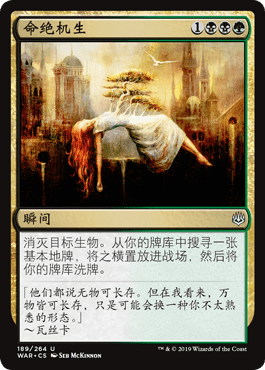 命绝机生
1
瞬间
消灭目标生物。从你的牌库中搜寻一张
基本地牌，将之横置放进战场，然后将
你的牌库洗牌。
「他们都说无物可长存。但在我看来，万
物皆可长存，只是可能会换一种你不太熟
悉的形态。」
～瓦丝卡
189/264 U
WAR • CS SEB MCKINNON
™ & © 2019 Wizards of the Coast